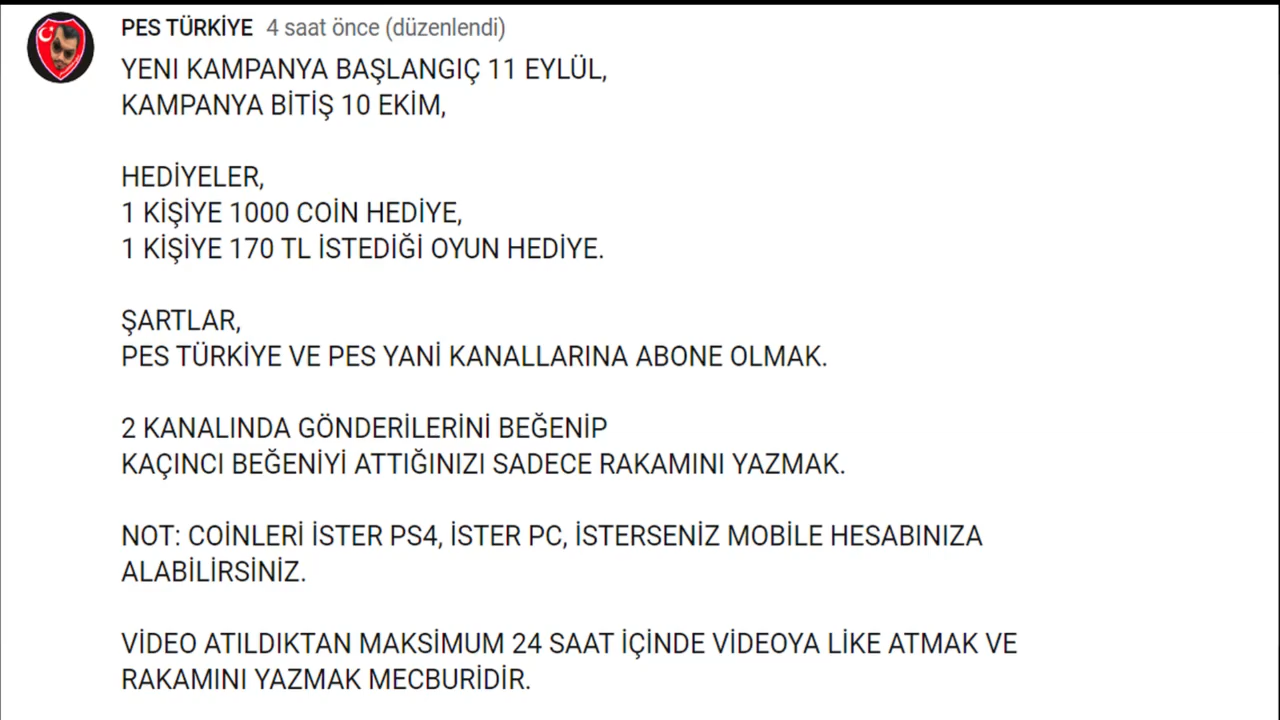 PES TÜRKİYE 4 saat önce (düzenlendi)
YENI KAMPANYA BAŞLANGIÇ 11 EYLÜL,
KAMPANYA BİTİŞ 10 EKİM,
HEDİYELER,
1 KİŞİYE 1000 COİN HEDİYE,
1 KİŞİYE 170 TL İSTEDİĞİ OYUN HEDİYE.
ŞARTLAR,
PES TÜRKİYE VE PES YANİ KANALLARINA ABONE OLMAK.
2 KANALINDA GÖNDERİLERİNİ BEĞENİP
KAÇINCI BEĞENİYİ ATTIĞINIZI SADECE RAKAMINI YAZMAK.
NOT: COİNLERİ İSTER PS4, İSTER PC, İSTERSENİZ MOBİLE HESABINIZA
ALABİLİRSİNİZ.
VİDEO ATILDIKTAN MAKSİMUM 24 SAAT İÇİNDE VİDEOYA LİKE ATMAK VE
RAKAMINI YAZMAK MECBURİDİR.